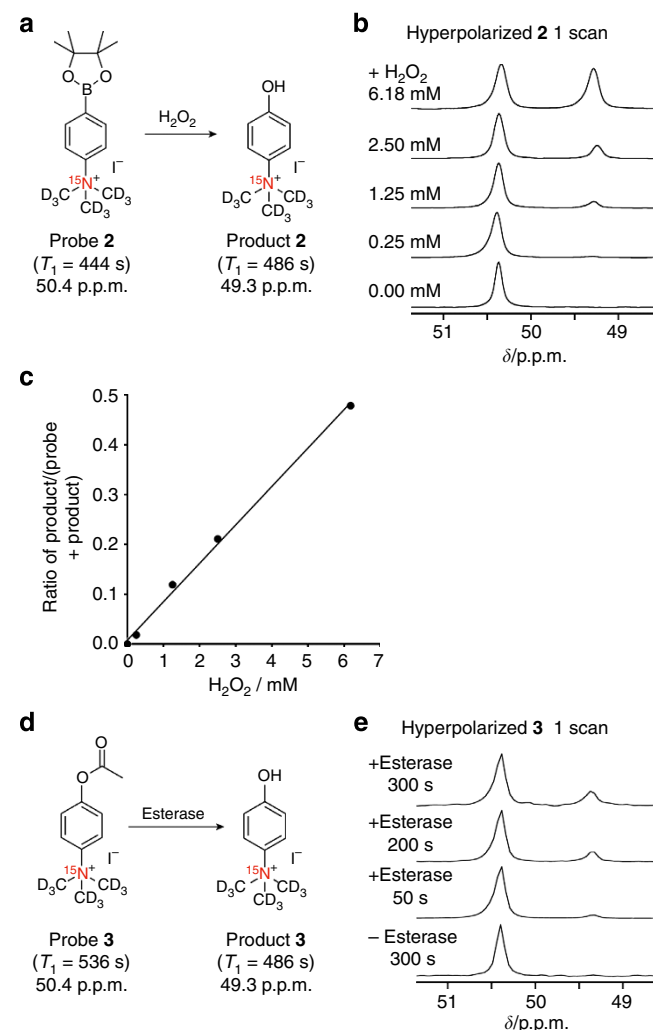 a
O
O
B
15N+
I−
D3C
CD3
CD3
Probe 2
(T1 = 444 s)
50.4 p.p.m.
H2O2
OH
15N+
I−
D3C
CD3
CD3
Product 2
(T1 = 486 s)
49.3 p.p.m.
b
Hyperpolarized 2 1 scan
+ H2O2
6.18 mM
2.50 mM
1.25 mM
0.25 mM
0.00 mM
51 50 49
δ/p.p.m.
c
Ratio of product/(probe
+ product)
0.5
0.4
0.3
0.2
0.1
0.0
0 1 2 3 4 5 6 7
H2O2 / mM
d
O
O
15N+
I−
D3C
CD3
CD3
Probe 3
(T1 = 536 s)
50.4 p.p.m.
Esterase
OH
15N+
I−
D3C
CD3
CD3
Product 3
(T1 = 486 s)
49.3 p.p.m.
e
Hyperpolarized 3 1 scan
+Esterase
300 s
+Esterase
200 s
+Esterase
50 s
– Esterase
300 s
51 50 49
δ/p.p.m.